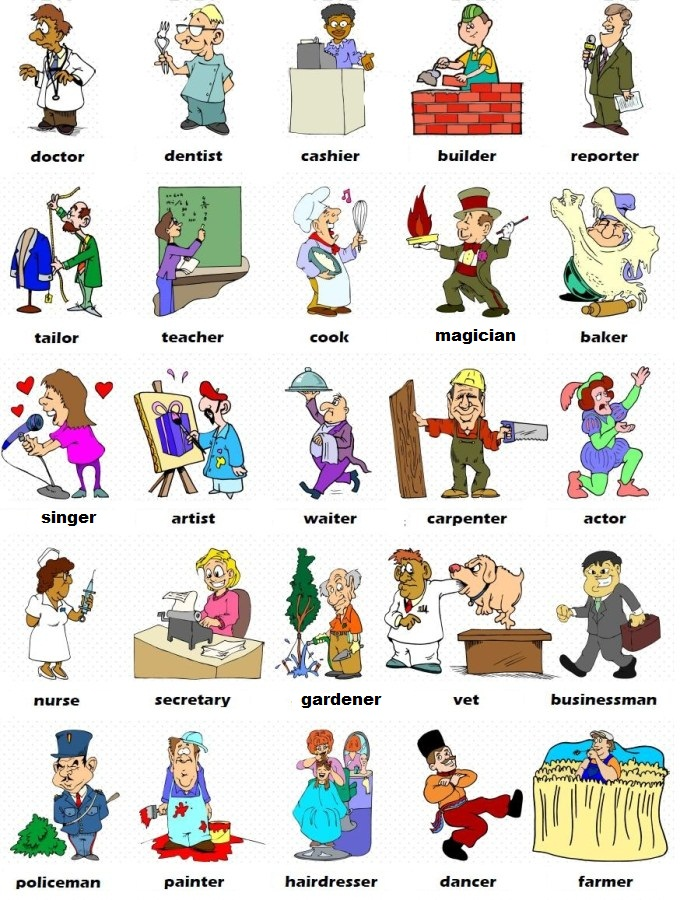 doctor dentist cashier builder reporter
tailor teacher cook magician baker
singer artist waiter carpenter actor
nurse secretary gardener vet businessman
policeman painter hairdresser dancer farmer